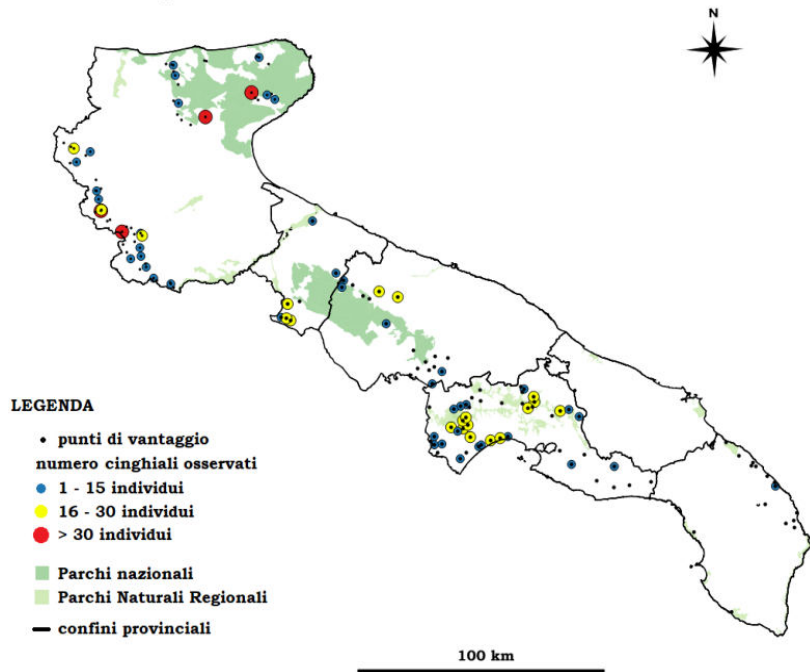 N
LEGENDA
punti di vantaggio
numero cinghiali osservati
1 - 15 individui
16 - 30 individui
> 30 individui
Parchi nazionali
Parchi Naturali Regionali
confini provinciali
100 km